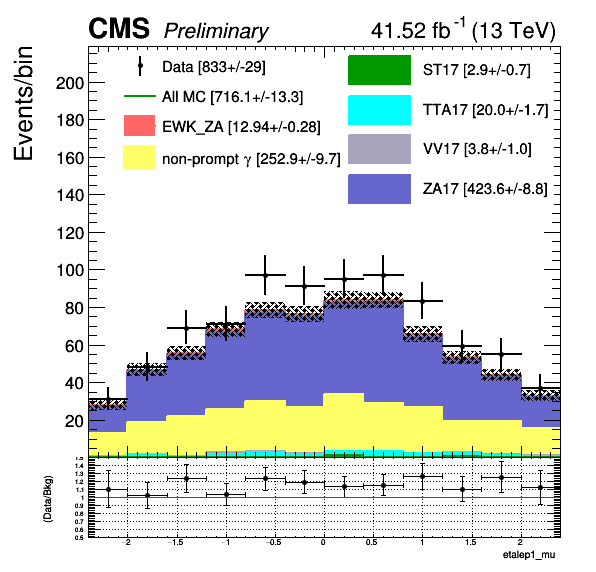 CMS Preliminary 41.52 fb⁻¹ (13 TeV)
Events/bin
Data [833+/-29]
All MC [716.1+/-13.3]
EWK_ZA [12.94+/-0.28]
non-prompt γ [252.9+/-9.7]
ST17 [2.9+/-0.7]
TTA17 [20.0+/-1.7]
VV17 [3.8+/-1.0]
ZA17 [423.6+/-8.8]
200
180
160
140
120
100
80
60
40
20
(Data/Bkg)
1.5
1.4
1.3
1.2
1.1
1
0.9
0.8
0.7
0.6
0.5
−2 −1.5 −1 −0.5 0 0.5 1 1.5 2
etalep1_mu